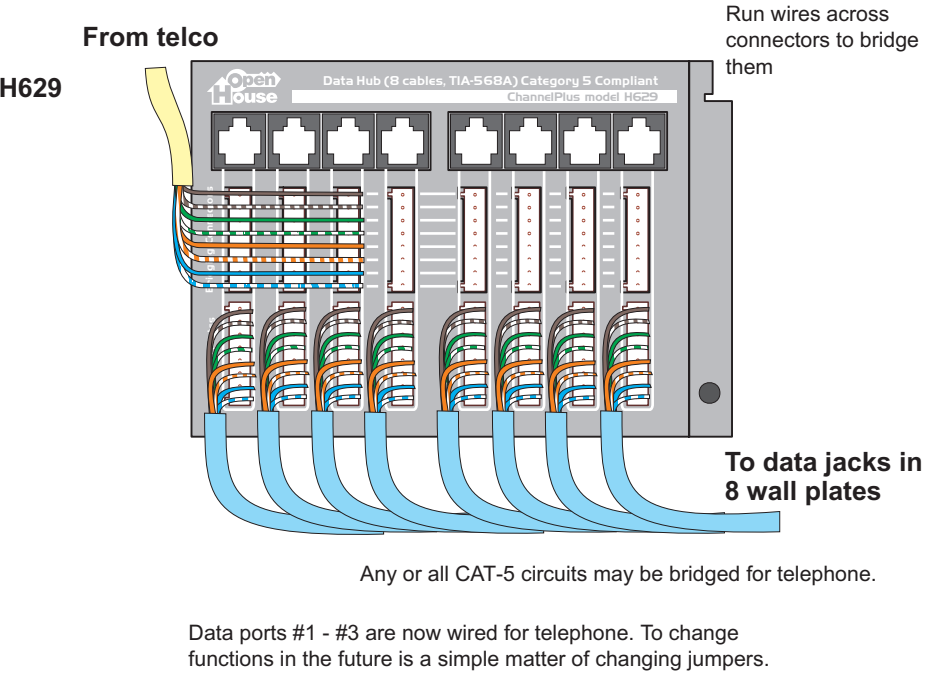 Run wires across
connectors to bridge
them
From telco
H629
Open
House
Data Hub (8 cables, TIA-568A) Category 5 Compliant
ChannelPlus model H629
To data jacks in
8 wall plates
Any or all CAT-5 circuits may be bridged for telephone.
Data ports #1 - #3 are now wired for telephone. To change
functions in the future is a simple matter of changing jumpers.